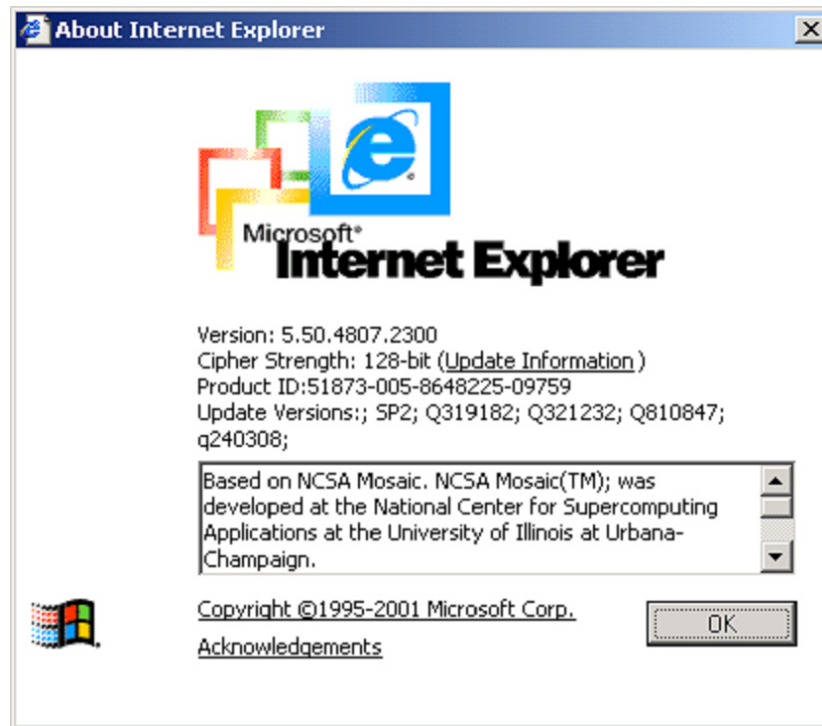 About Internet Explorer
Microsoft®
Internet Explorer
Version: 5.50.4807.2300
Cipher Strength: 128-bit (Update Information )
Product ID:51873-005-8648225-09759
Update Versions:; SP2; Q319182; Q321232; Q810847;
q240308;
Based on NCSA Mosaic. NCSA Mosaic(TM); was
developed at the National Center for Supercomputing
Applications at the University of Illinois at Urbana-
Champaign.
Copyright ©1995-2001 Microsoft Corp.
OK
Acknowledgements